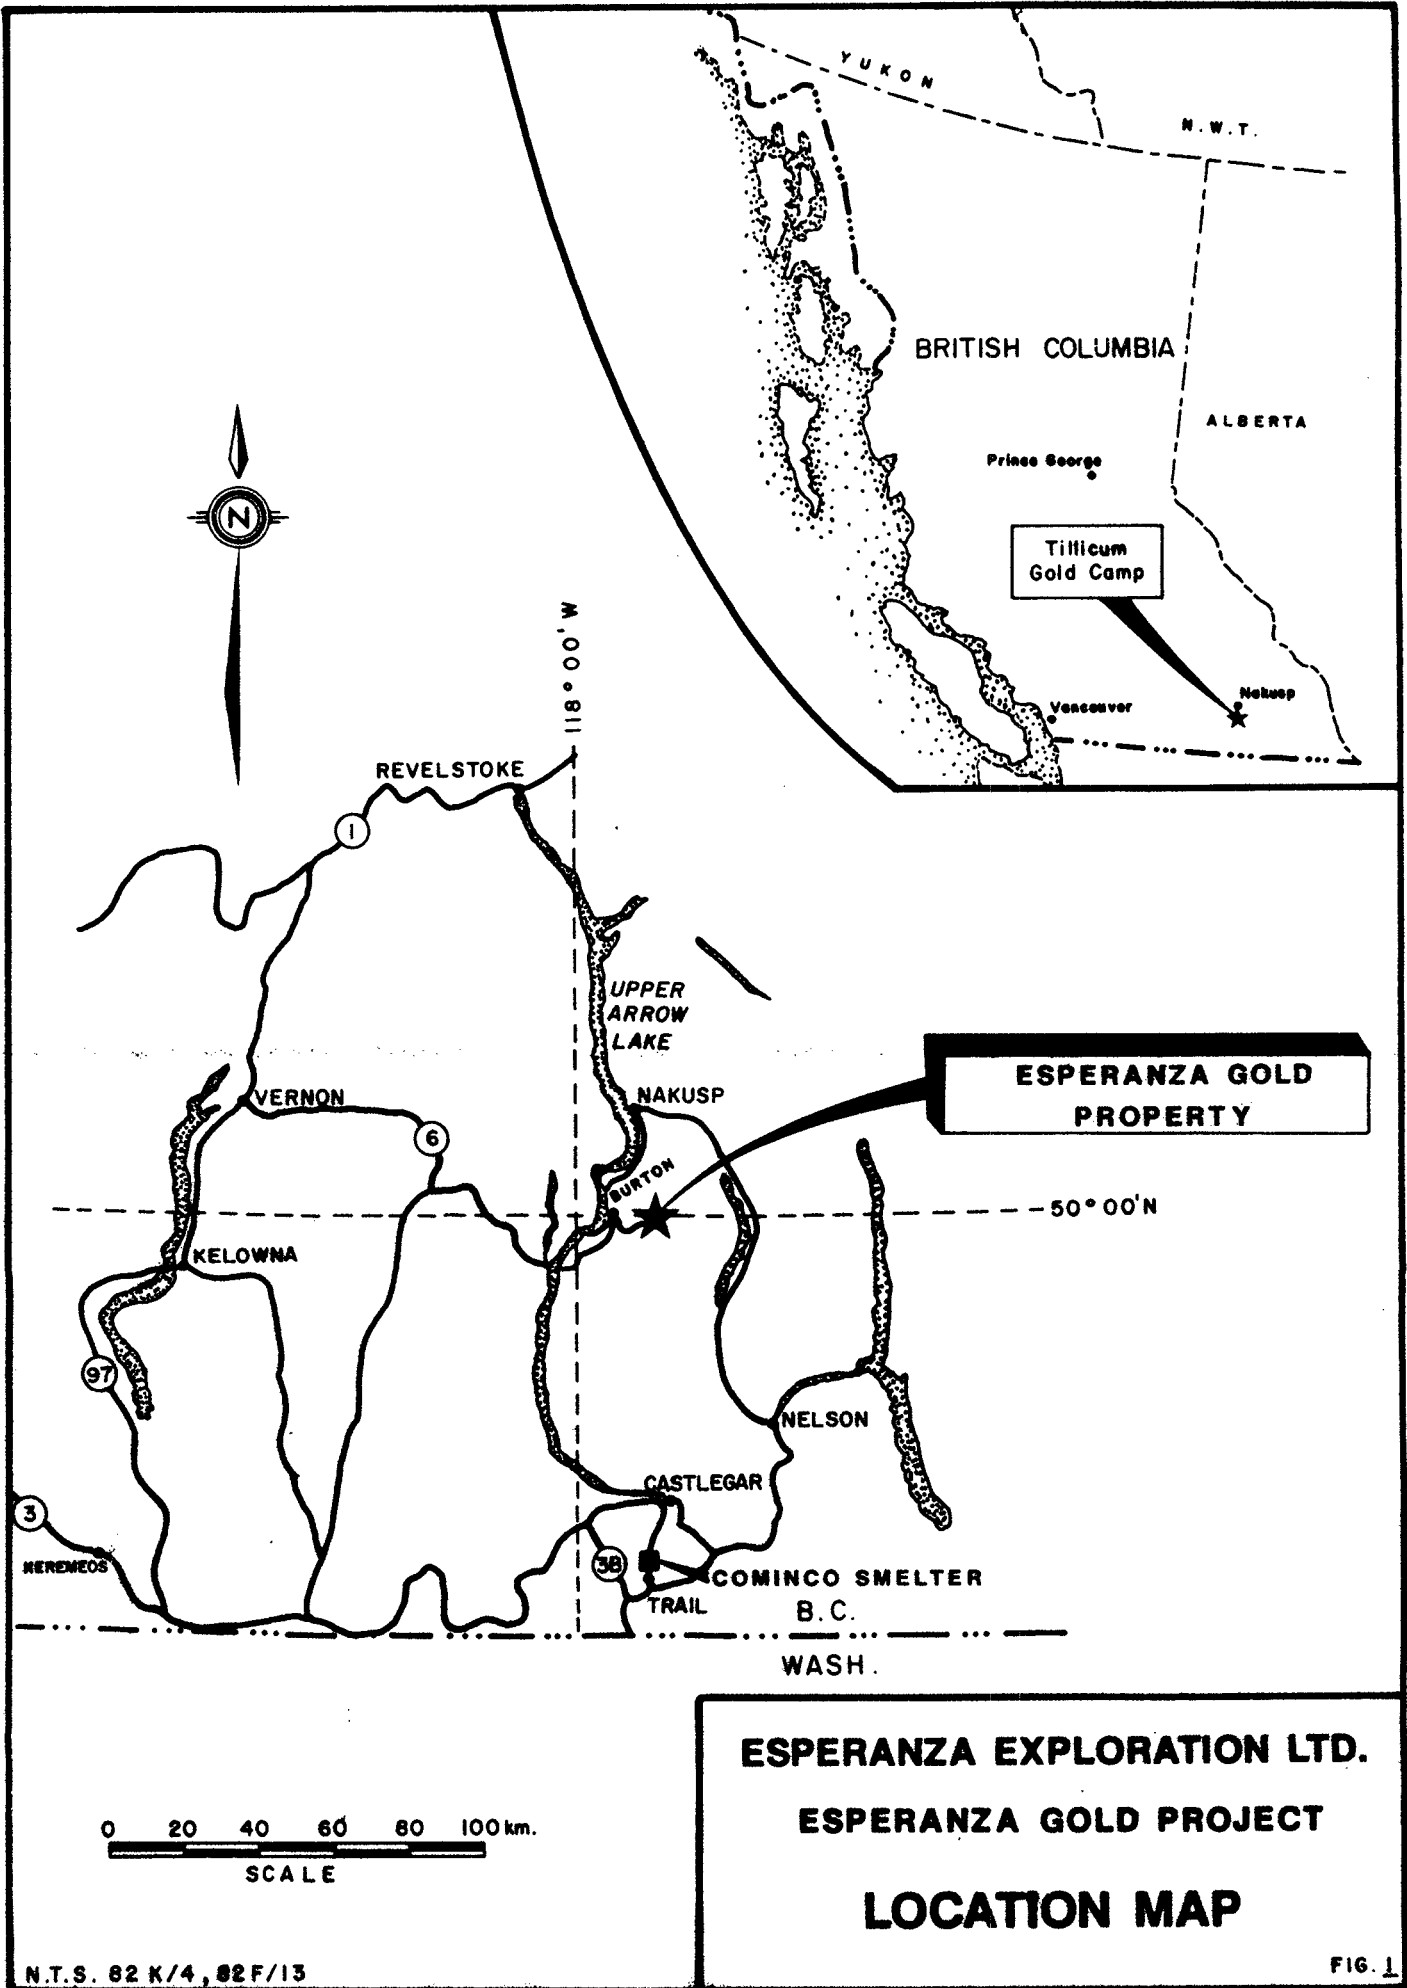 YUKON
N.W.T.
BRITISH COLUMBIA
ALBERTA
Prince George
Tillicum
Gold Camp
Nakusp
Vancouver
N
118°00'W
REVELSTOKE
1
UPPER
ARROW
LAKE
ESPERANZA GOLD
PROPERTY
VERNON
NAKUSP
6
BURTON
50°00'N
KELOWNA
97
NELSON
CASTLEGAR
3
KEREMEOS
3B
COMINCO SMELTER
TRAIL
B.C.
WASH.
ESPERANZA EXPLORATION LTD.
ESPERANZA GOLD PROJECT
LOCATION MAP
0 20 40 60 80 100 km.
SCALE
N.T.S. 82 K/4, 82 F/13
FIG. 1